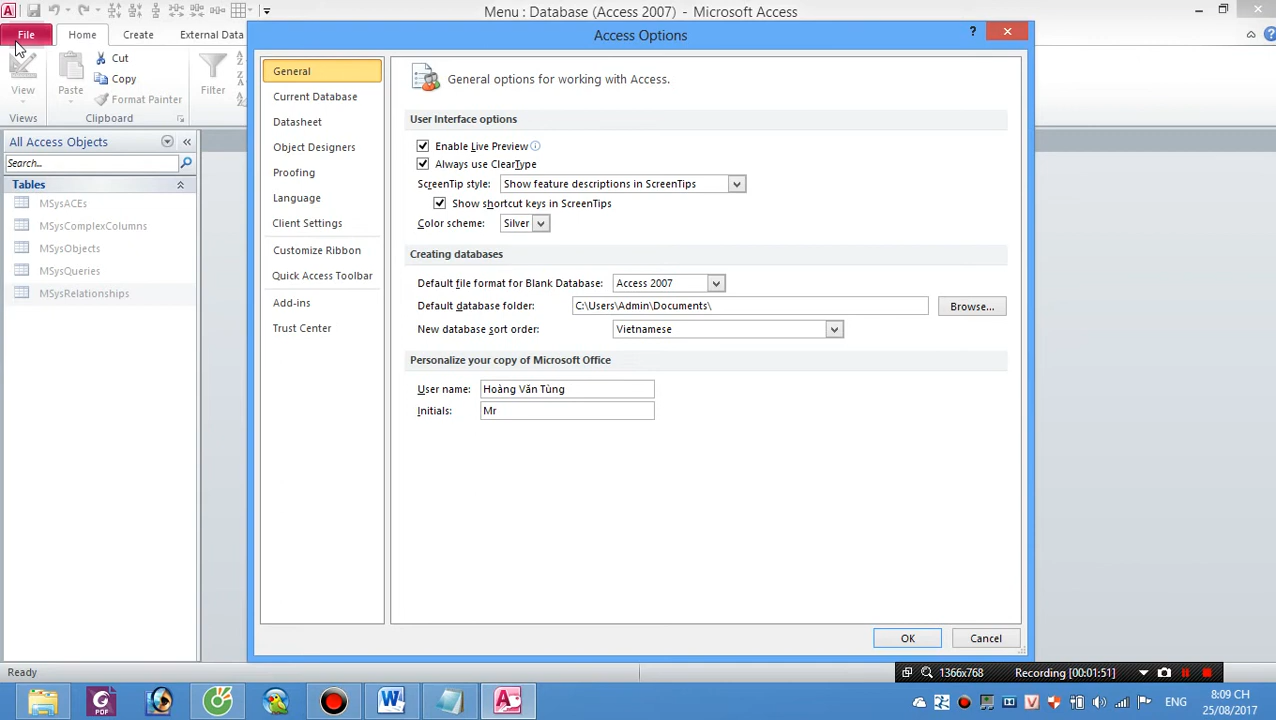 Menu : Database (Access 2007) - Microsoft Access
File Home Create External Data
Access Options
View
Views
Paste
Cut
Copy
Format Painter
Clipboard
Filter
All Access Objects
Search...
Tables
MSysACEs
MSysComplexColumns
MSysObjects
MSysQueries
MSysRelationships
General
Current Database
Datasheet
Object Designers
Proofing
Language
Client Settings
Customize Ribbon
Quick Access Toolbar
Add-ins
Trust Center
General options for working with Access.
User Interface options
Enable Live Preview
Always use ClearType
ScreenTip style: Show feature descriptions in ScreenTips
Show shortcut keys in ScreenTips
Color scheme: Silver
Creating databases
Default file format for Blank Database: Access 2007
Default database folder: C:\Users\Admin\Documents\ Browse...
New database sort order: Vietnamese
Personalize your copy of Microsoft Office
User name: Hoàng Văn Tùng
Initials: Mr
OK Cancel
Ready
1366x768 Recording [00:01:51]
ENG
8:09 CH
25/08/2017